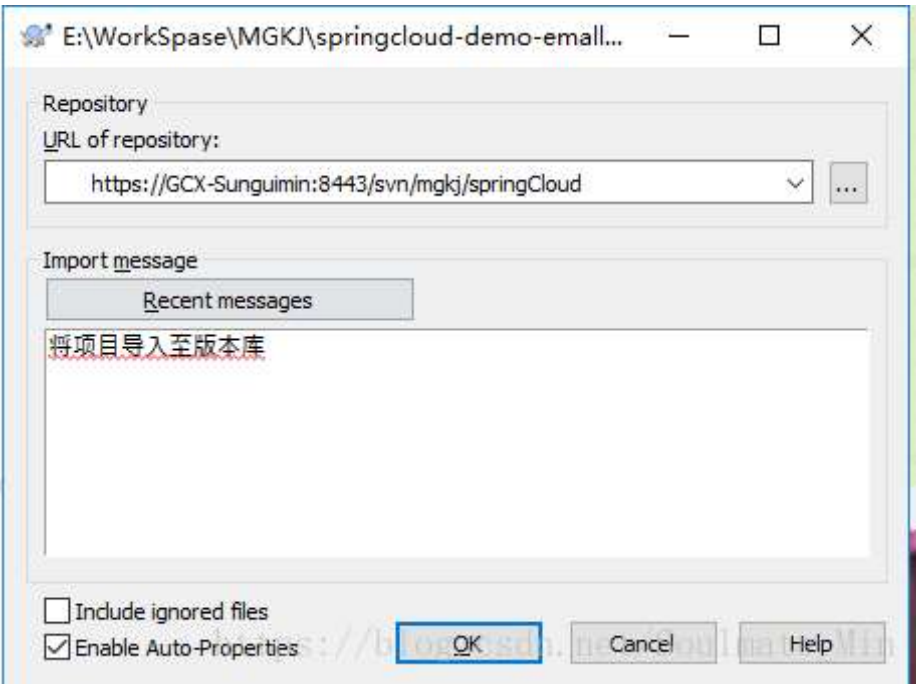 E:\WorkSpase\MGKJ\springcloud-demo-emall...
Repository
URL of repository:
https://GCX-Sunguimin:8443/svn/mgkj/springCloud
...
Import message
Recent messages
将项目导入至版本库
Include ignored files
Enable Auto-Properties
OK
Cancel
Help